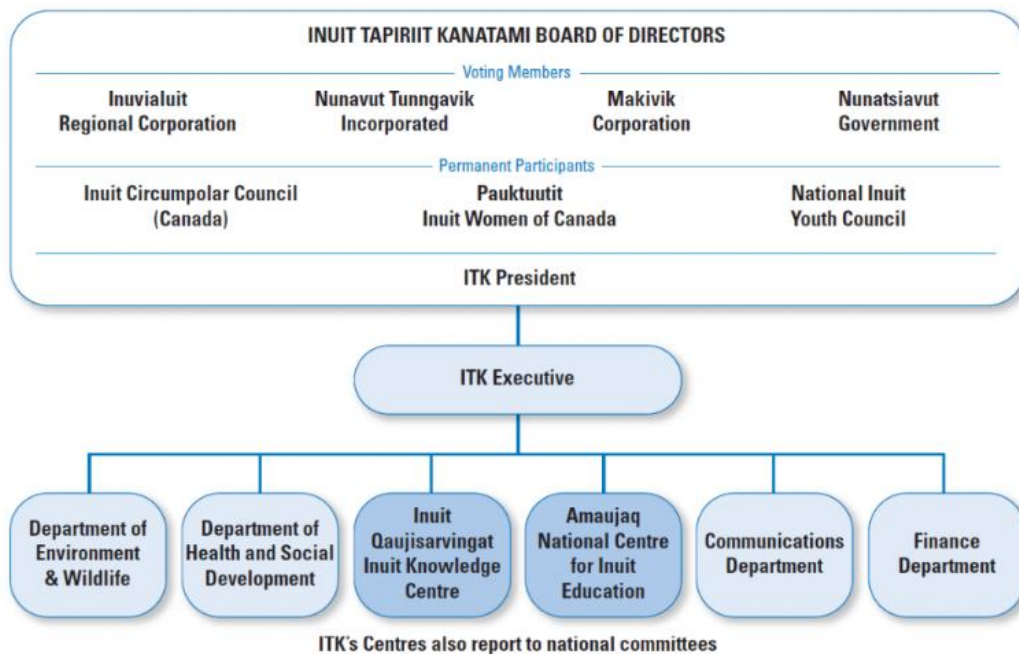 INUIT TAPIRIIT KANATAMI BOARD OF DIRECTORS
Voting Members
Inuvialuit
Regional Corporation
Nunavut Tunngavik
Incorporated
Makivik
Corporation
Nunatsiavut
Government
Permanent Participants
Inuit Circumpolar Council
(Canada)
Pauktuutit
Inuit Women of Canada
National Inuit
Youth Council
ITK President
ITK Executive
Department of
Environment
& Wildlife
Department of
Health and Social
Development
Inuit
Qaujisarvingat
Inuit Knowledge
Centre
Amaujaq
National Centre
for Inuit
Education
Communications
Department
Finance
Department
ITK's Centres also report to national committees